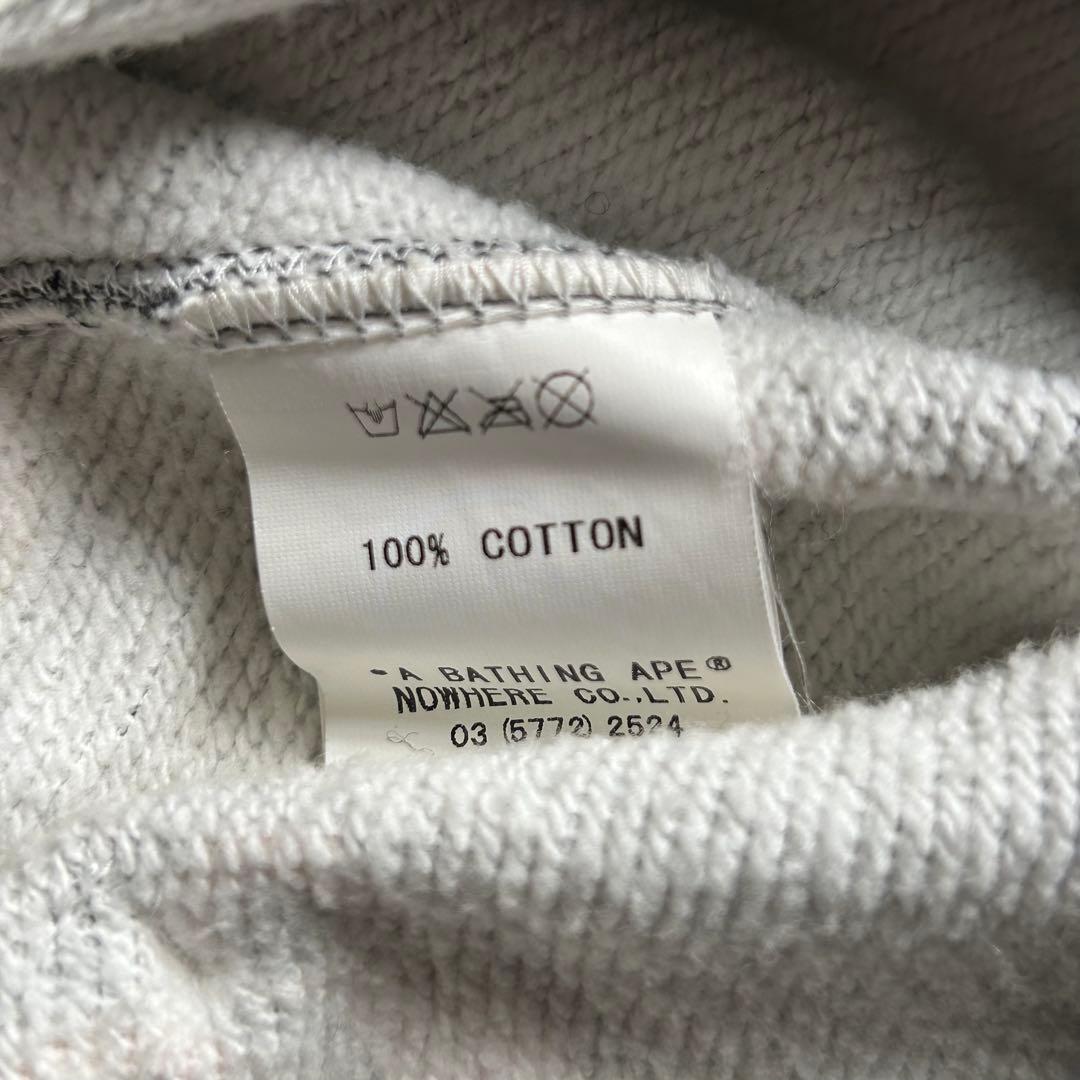 100% COTTON
"A BATHING APE®
NOWHERE CO.,LTD.
03 (5772) 2524